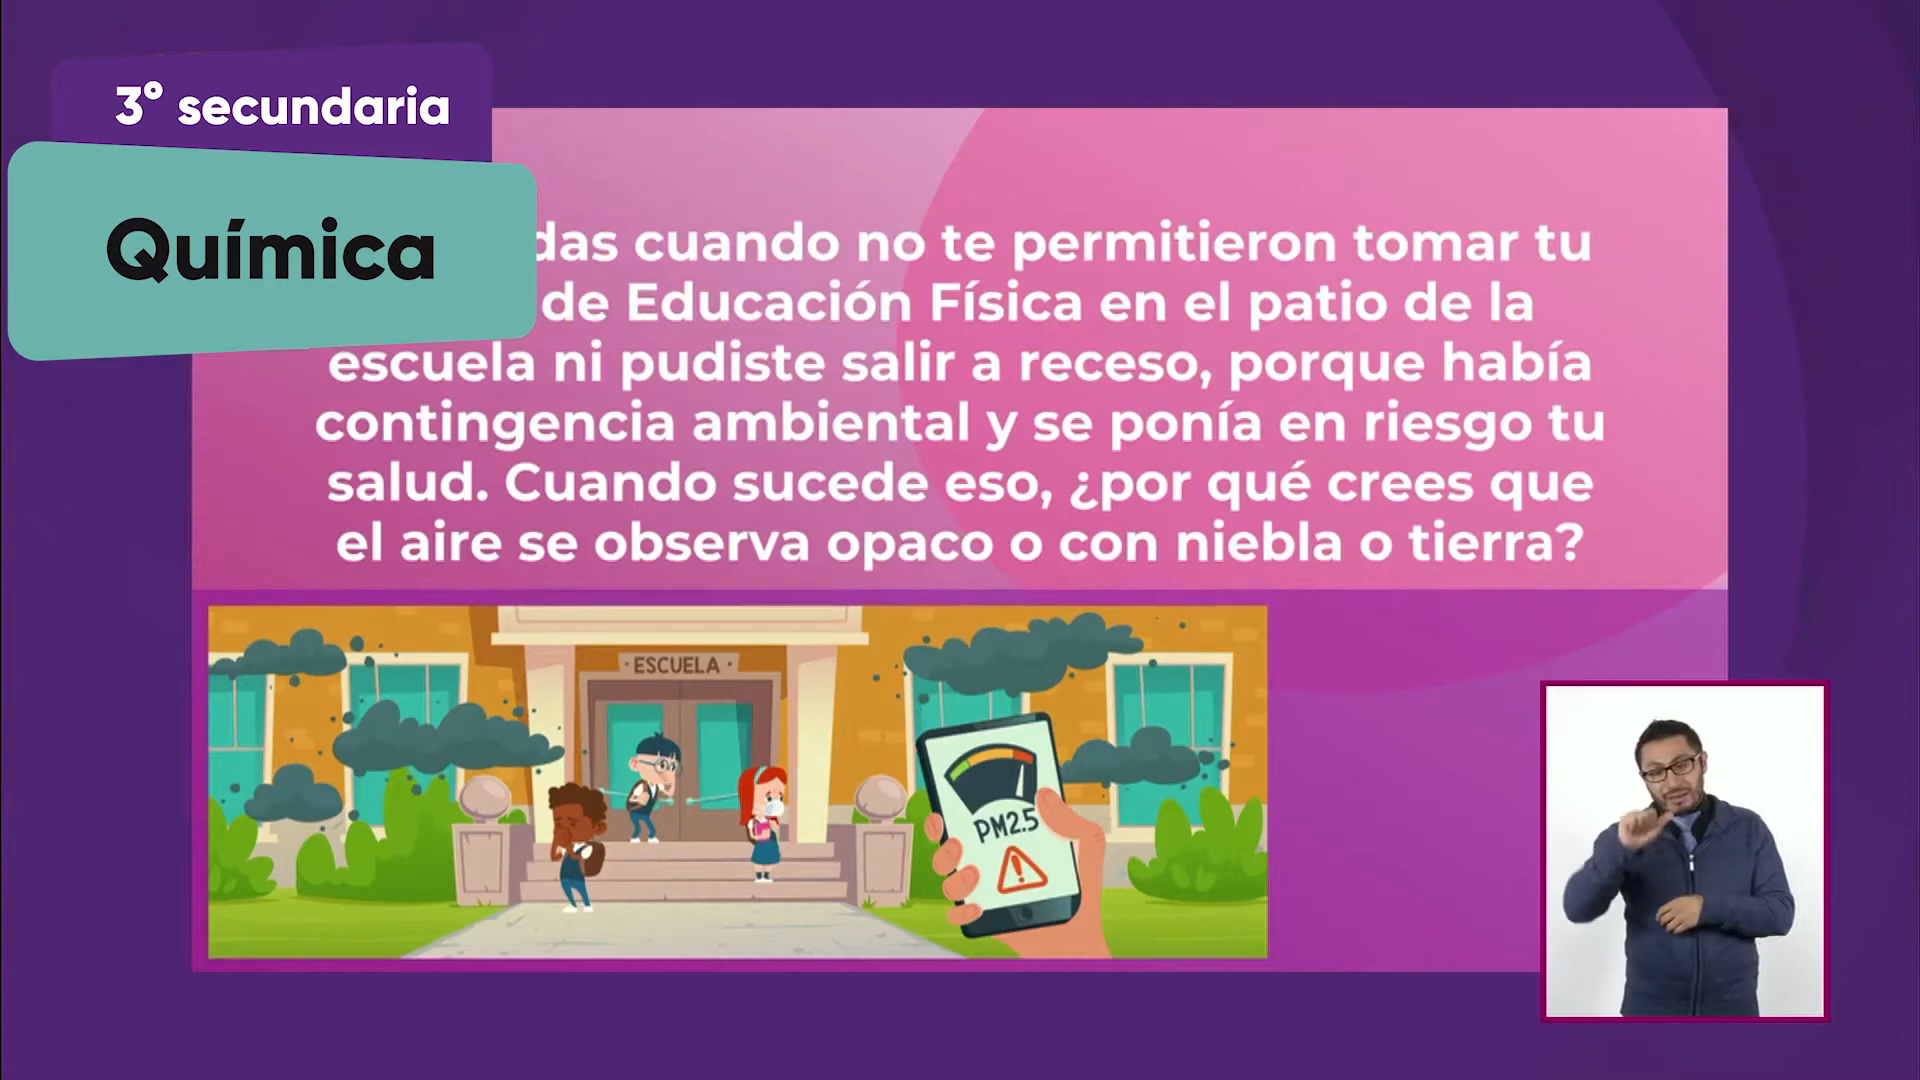 3° secundaria
Química
cuando no te permitieron tomar tu
de Educación Física en el patio de la
escuela ni pudiste salir a receso, porque había
contingencia ambiental y se ponía en riesgo tu
salud. Cuando sucede eso, ¿por qué crees que
el aire se observa opaco o con niebla o tierra?
· ESCUELA ·
PM2.5